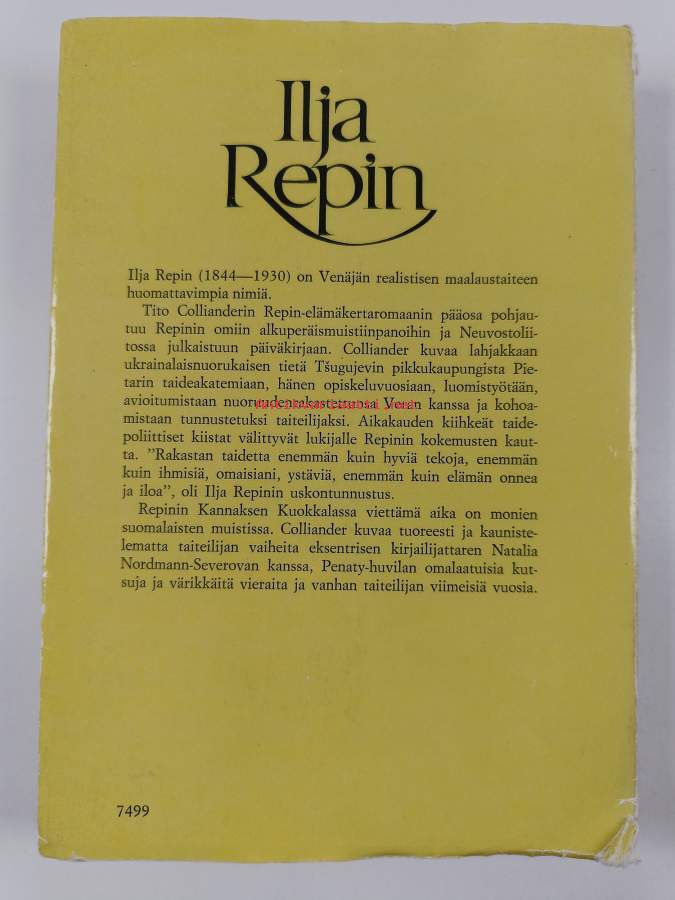 Ilja
Repin
Ilja Repin (1844—1930) on Venäjän realistisen maalaustaiteen
huomattavimpia nimiä.
Tito Collianderin Repin-elämäkertaromaanin pääosa pohjau-
tuu Repinin omiin alkuperäismuistiinpanoihin ja Neuvostolii-
tossa julkaistuun päiväkirjaan. Colliander kuvaa lahjakkaan
ukrainalaisnuorukaisen tietä Tšugujevin pikkukaupungista Pie-
tarin taideakatemiaan, hänen opiskeluvuosiaan, luomistyötään,
avioitumistaan nuoruudenrakastettunsa Veran kanssa ja kohoa-
mistaan tunnustetuksi taiteilijaksi. Aikakauden kiihkeät taide-
poliittiset kiistat välittyvät lukijalle Repinin kokemusten kaut-
ta. ”Rakastan taidetta enemmän kuin hyviä tekoja, enemmän
kuin ihmisiä, omaisiani, ystäviä, enemmän kuin elämän onnea
ja iloa”, oli Ilja Repinin uskontunnustus.
Repinin Kannaksen Kuokkalassa viettämä aika on monien
suomalaisten muistissa. Colliander kuvaa tuoreesti ja kauniste-
lematta taiteilijan vaiheita eksentrisen kirjailijattaren Natalia
Nordmann-Severovan kanssa, Penaty-huvilan omalaatuisia kut-
suja ja värikkäitä vieraita ja vanhan taiteilijan viimeisiä vuosia.
7499